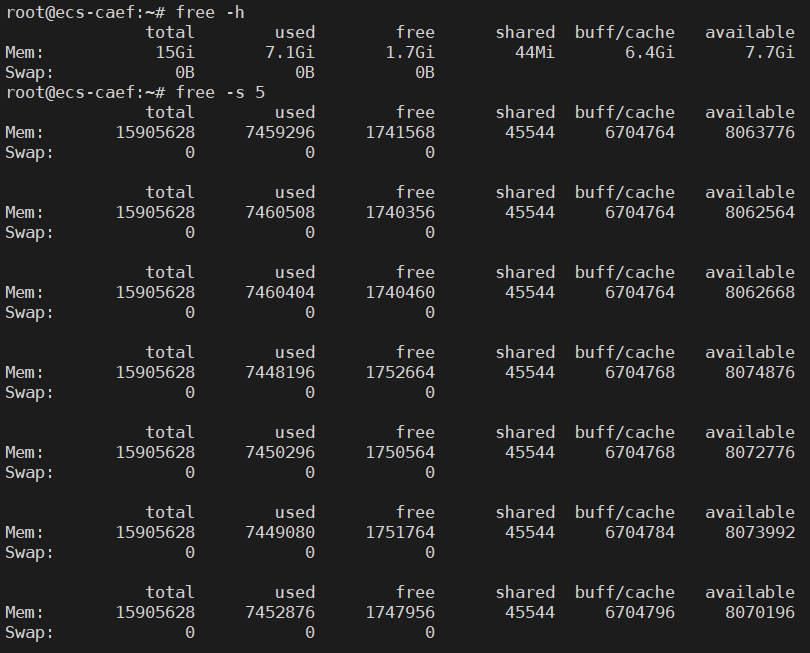 root@ecs-caef:~# free -h
              total        used        free      shared  buff/cache   available
Mem:           15Gi       7.1Gi       1.7Gi        44Mi       6.4Gi       7.7Gi
Swap:            0B          0B          0B
root@ecs-caef:~# free -s 5
              total        used        free      shared  buff/cache   available
Mem:       15905628     7459296     1741568       45544     6704764     8063776
Swap:             0           0           0

              total        used        free      shared  buff/cache   available
Mem:       15905628     7460508     1740356       45544     6704764     8062564
Swap:             0           0           0

              total        used        free      shared  buff/cache   available
Mem:       15905628     7460404     1740460       45544     6704764     8062668
Swap:             0           0           0

              total        used        free      shared  buff/cache   available
Mem:       15905628     7448196     1752664       45544     6704768     8074876
Swap:             0           0           0

              total        used        free      shared  buff/cache   available
Mem:       15905628     7450296     1750564       45544     6704768     8072776
Swap:             0           0           0

              total        used        free      shared  buff/cache   available
Mem:       15905628     7449080     1751764       45544     6704784     8073992
Swap:             0           0           0

              total        used        free      shared  buff/cache   available
Mem:       15905628     7452876     1747956       45544     6704796     8070196
Swap:             0           0           0